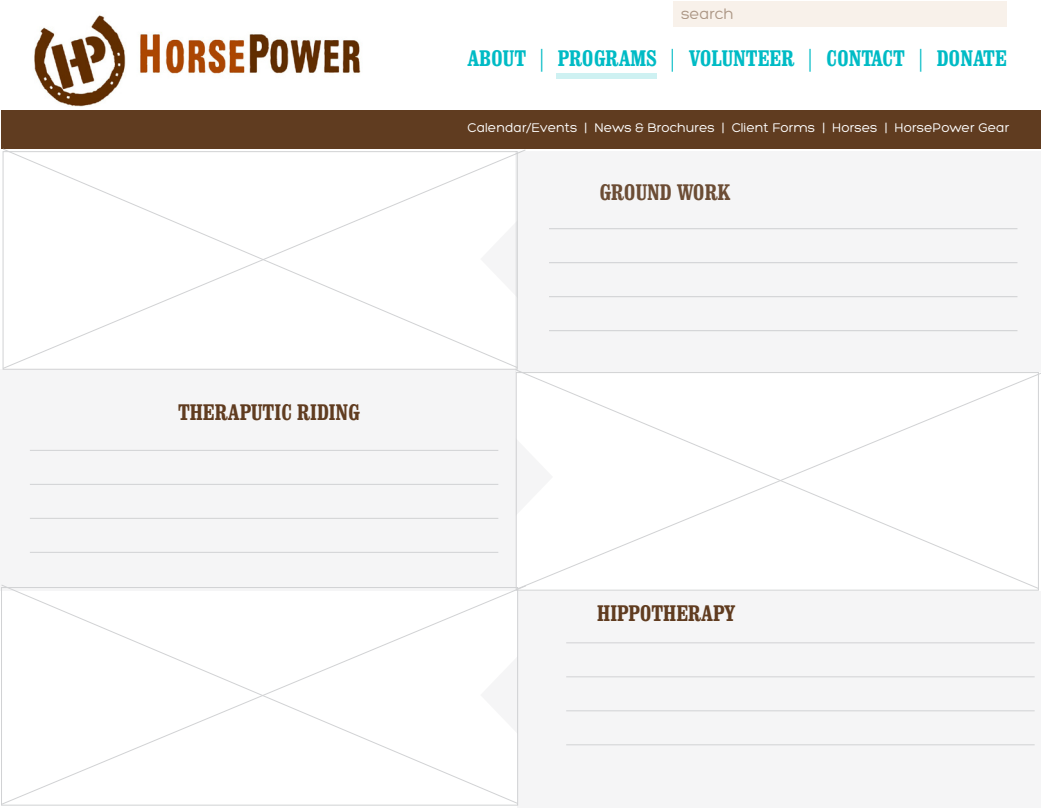 search
HP HORSEPOWER
ABOUT | PROGRAMS | VOLUNTEER | CONTACT | DONATE
Calendar/Events | News & Brochures | Client Forms | Horses | HorsePower Gear
GROUND WORK
THERAPUTIC RIDING
HIPPOTHERAPY